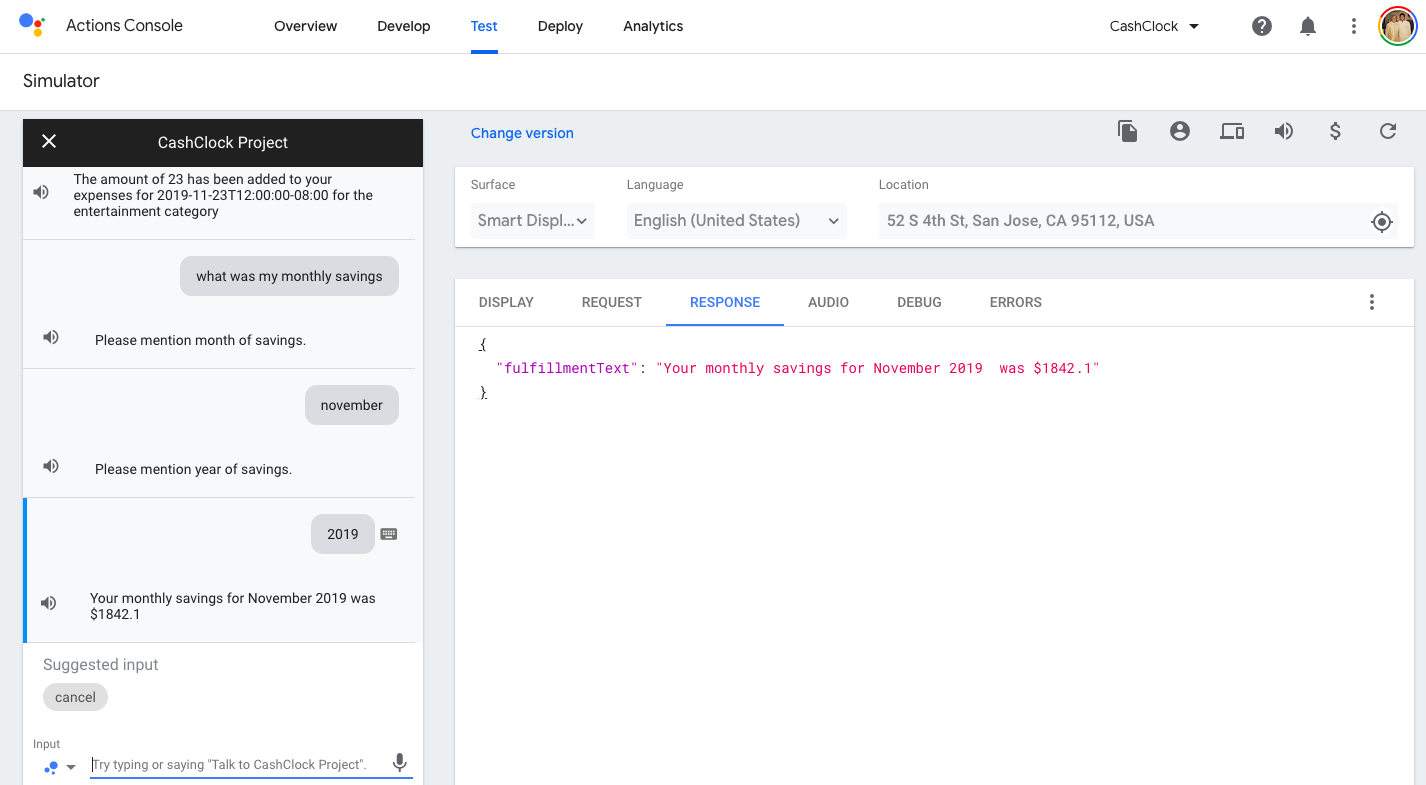 Actions Console
Overview
Develop
Test
Deploy
Analytics
CashClock
Simulator
CashClock Project
The amount of 23 has been added to your
expenses for 2019-11-23T12:00:00-08:00 for the
entertainment category
what was my monthly savings
Please mention month of savings.
november
Please mention year of savings.
2019
Your monthly savings for November 2019 was
$1842.1
Suggested input
cancel
Input
Try typing or saying "Talk to CashClock Project".
Change version
Surface
Language
Location
Smart Displ...
English (United States)
52 S 4th St, San Jose, CA 95112, USA
DISPLAY
REQUEST
RESPONSE
AUDIO
DEBUG
ERRORS
{
"fulfillmentText": "Your monthly savings for November 2019  was $1842.1"
}